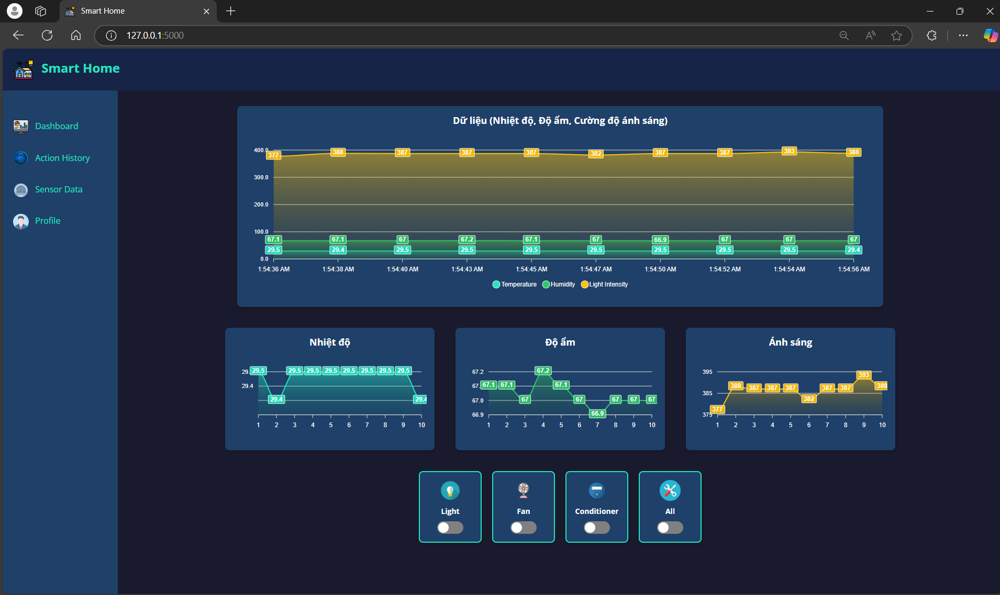 Smart Home
127.0.0.1:5000
Smart Home
Dashboard
Action History
Sensor Data
Profile
Dữ liệu (Nhiệt độ, Độ ẩm, Cường độ ánh sáng)
400.0
300.0
200.0
100.0
0.0
377 388 387 387 387 382 387 387 393 388
67.1 67.1 67 67.2 67.1 67 66.9 67 67 67
29.5 29.4 29.5 29.5 29.5 29.5 29.5 29.5 29.5 29.4
1:54:36 AM 1:54:38 AM 1:54:40 AM 1:54:43 AM 1:54:45 AM 1:54:47 AM 1:54:50 AM 1:54:52 AM 1:54:54 AM 1:54:56 AM
Temperature Humidity Light Intensity
Nhiệt độ
29.5 29.5 29.5 29.5 29.5 29.5 29.5 29.5
29.4
29.4 29.4
1 2 3 4 5 6 7 8 9 10
Độ ẩm
67.2 67.2
67.1 67.1 67.1
67.0 67 67 67 67 67
66.9 66.9
1 2 3 4 5 6 7 8 9 10
Ánh sáng
395
385
375
377 388 387 387 387 382 387 387 393 388
1 2 3 4 5 6 7 8 9 10
Light
Fan
Conditioner
All